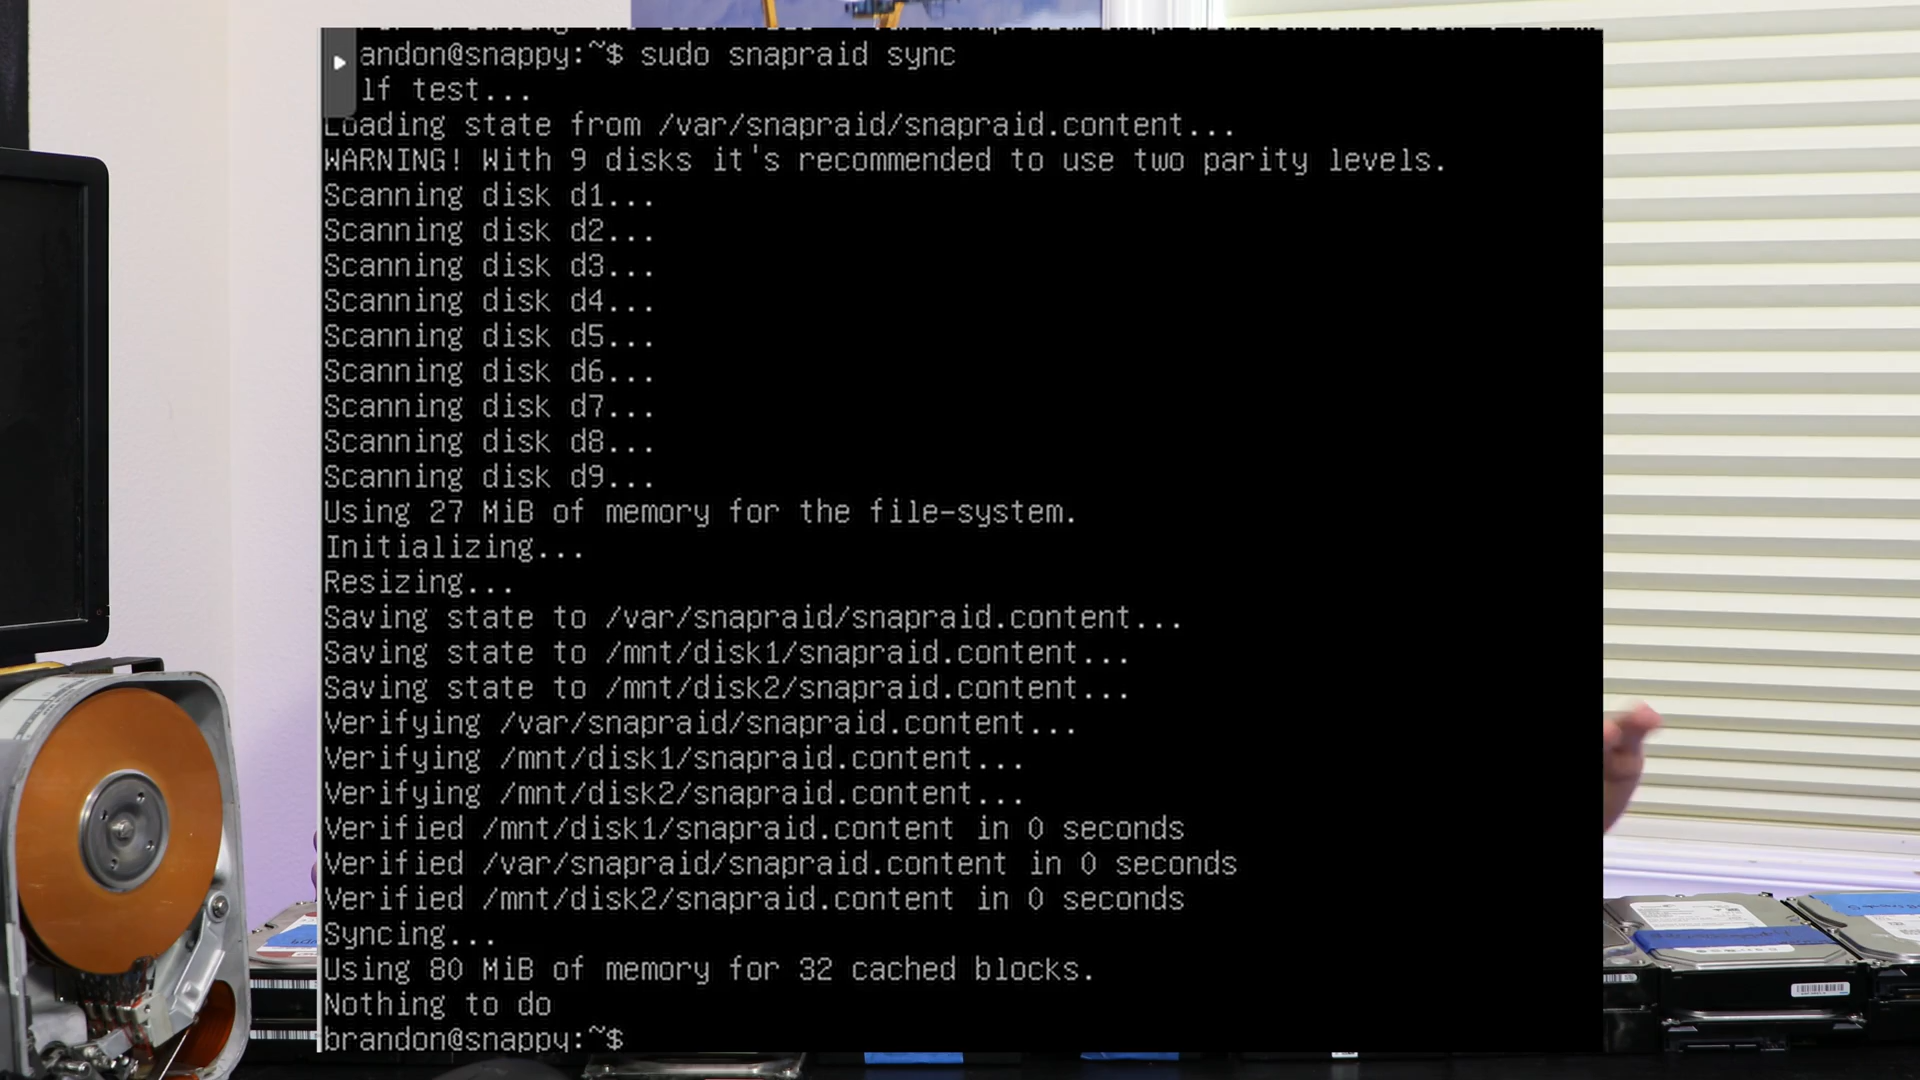 andon@snappy:~$ sudo snapraid sync
lf test...
Loading state from /var/snapraid/snapraid.content...
WARNING! With 9 disks it's recommended to use two parity levels.
Scanning disk d1...
Scanning disk d2...
Scanning disk d3...
Scanning disk d4...
Scanning disk d5...
Scanning disk d6...
Scanning disk d7...
Scanning disk d8...
Scanning disk d9...
Using 27 MiB of memory for the file-system.
Initializing...
Resizing...
Saving state to /var/snapraid/snapraid.content...
Saving state to /mnt/disk1/snapraid.content...
Saving state to /mnt/disk2/snapraid.content...
Verifying /var/snapraid/snapraid.content...
Verifying /mnt/disk1/snapraid.content...
Verifying /mnt/disk2/snapraid.content...
Verified /mnt/disk1/snapraid.content in 0 seconds
Verified /var/snapraid/snapraid.content in 0 seconds
Verified /mnt/disk2/snapraid.content in 0 seconds
Syncing...
Using 80 MiB of memory for 32 cached blocks.
Nothing to do
brandon@snappy:~$